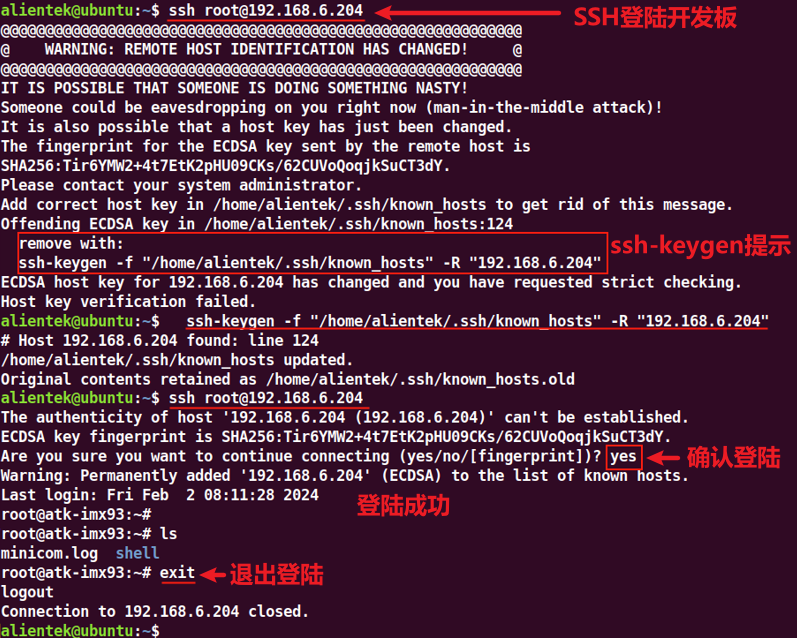 alientek@ubuntu:~$ ssh root@192.168.6.204 SSH登陆开发板
@@@@@@@@@@@@@@@@@@@@@@@@@@@@@@@@@@@@@@@@@@@@@@@@@@@@@@@@@@@
@    WARNING: REMOTE HOST IDENTIFICATION HAS CHANGED!     @
@@@@@@@@@@@@@@@@@@@@@@@@@@@@@@@@@@@@@@@@@@@@@@@@@@@@@@@@@@@
IT IS POSSIBLE THAT SOMEONE IS DOING SOMETHING NASTY!
Someone could be eavesdropping on you right now (man-in-the-middle attack)!
It is also possible that a host key has just been changed.
The fingerprint for the ECDSA key sent by the remote host is
SHA256:Tir6YMW2+4t7EtK2pHU09CKs/62CUVoQoqjkSuCT3dY.
Please contact your system administrator.
Add correct host key in /home/alientek/.ssh/known_hosts to get rid of this message.
Offending ECDSA key in /home/alientek/.ssh/known_hosts:124
remove with: ssh-keygen提示
ssh-keygen -f "/home/alientek/.ssh/known_hosts" -R "192.168.6.204"
ECDSA host key for 192.168.6.204 has changed and you have requested strict checking.
Host key verification failed.
alientek@ubuntu:~$   ssh-keygen -f "/home/alientek/.ssh/known_hosts" -R "192.168.6.204"
# Host 192.168.6.204 found: line 124
/home/alientek/.ssh/known_hosts updated.
Original contents retained as /home/alientek/.ssh/known_hosts.old
alientek@ubuntu:~$ ssh root@192.168.6.204
The authenticity of host '192.168.6.204 (192.168.6.204)' can't be established.
ECDSA key fingerprint is SHA256:Tir6YMW2+4t7EtK2pHU09CKs/62CUVoQoqjkSuCT3dY.
Are you sure you want to continue connecting (yes/no/[fingerprint])? yes 确认登陆
Warning: Permanently added '192.168.6.204' (ECDSA) to the list of known hosts.
Last login: Fri Feb  2 08:11:28 2024 登陆成功
root@atk-imx93:~#
root@atk-imx93:~# ls
minicom.log  shell
root@atk-imx93:~# exit 退出登陆
logout
Connection to 192.168.6.204 closed.
alientek@ubuntu:~$